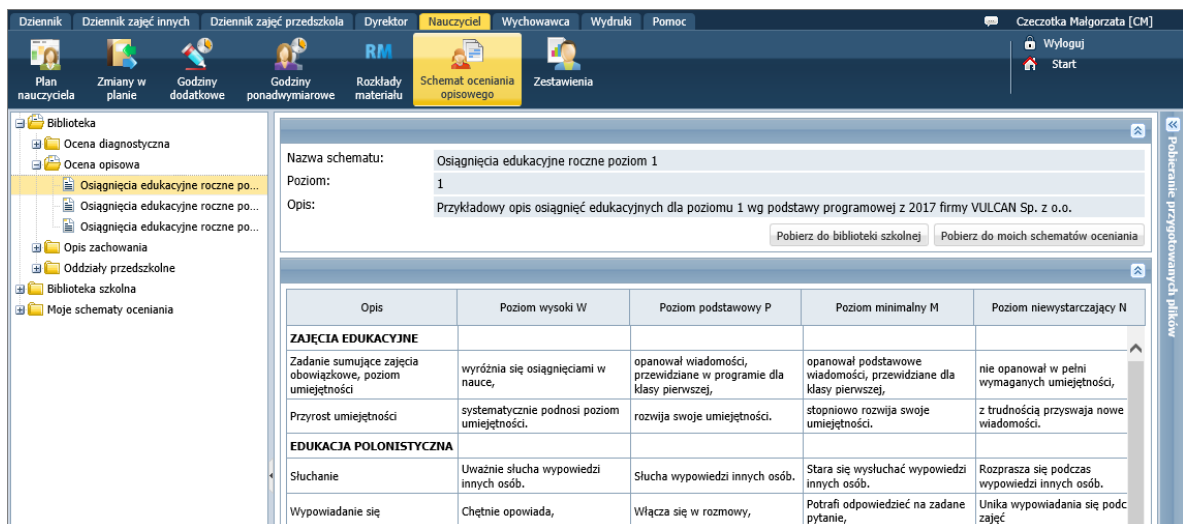 Dziennik Dziennik zajęć innych Dziennik zajęć przedszkola Dyrektor Nauczyciel Wychowawca Wydruki Pomoc Czeczotka Małgorzata [CM]
Plan nauczyciela
Zmiany w planie
Godziny dodatkowe
Godziny ponadwymiarowe
RM
Rozkłady materiału
Schemat oceniania opisowego
Zestawienia
Wyloguj
Start
Biblioteka
Ocena diagnostyczna
Ocena opisowa
Osiągnięcia edukacyjne roczne po...
Osiągnięcia edukacyjne roczne po...
Osiągnięcia edukacyjne roczne po...
Opis zachowania
Oddziały przedszkolne
Biblioteka szkolna
Moje schematy oceniania
Nazwa schematu: Osiągnięcia edukacyjne roczne poziom 1
Poziom: 1
Opis: Przykładowy opis osiągnięć edukacyjnych dla poziomu 1 wg podstawy programowej z 2017 firmy VULCAN Sp. z o.o.
Pobierz do biblioteki szkolnej Pobierz do moich schematów oceniania
Opis Poziom wysoki W Poziom podstawowy P Poziom minimalny M Poziom niewystarczający N
ZAJĘCIA EDUKACYJNE
Zadanie sumujące zajęcia
obowiązkowe, poziom
umiejętności
wyróżnia się osiągnięciami w
nauce,
opanował wiadomości,
przewidziane w programie dla
klasy pierwszej,
opanował podstawowe
wiadomości, przewidziane dla
klasy pierwszej,
nie opanował w pełni
wymaganych umiejętności,
Przyrost umiejętności
systematycznie podnosi poziom
umiejętności.
rozwija swoje umiejętności.
stopniowo rozwija swoje
umiejętności.
z trudnością przyswaja nowe
wiadomości.
EDUKACJA POLONISTYCZNA
Słuchanie
Uważnie słucha wypowiedzi
innych osób.
Słucha wypowiedzi innych osób.
Stara się wysłuchać wypowiedzi
innych osób.
Rozprasza się podczas
wypowiedzi innych osób.
Wypowiadanie się
Chętnie opowiada,
Włącza się w rozmowy,
Potrafi odpowiedzieć na zadane
pytanie,
Unika wypowiadania się podc
zajęć
Pobieranie przygotowanych plików